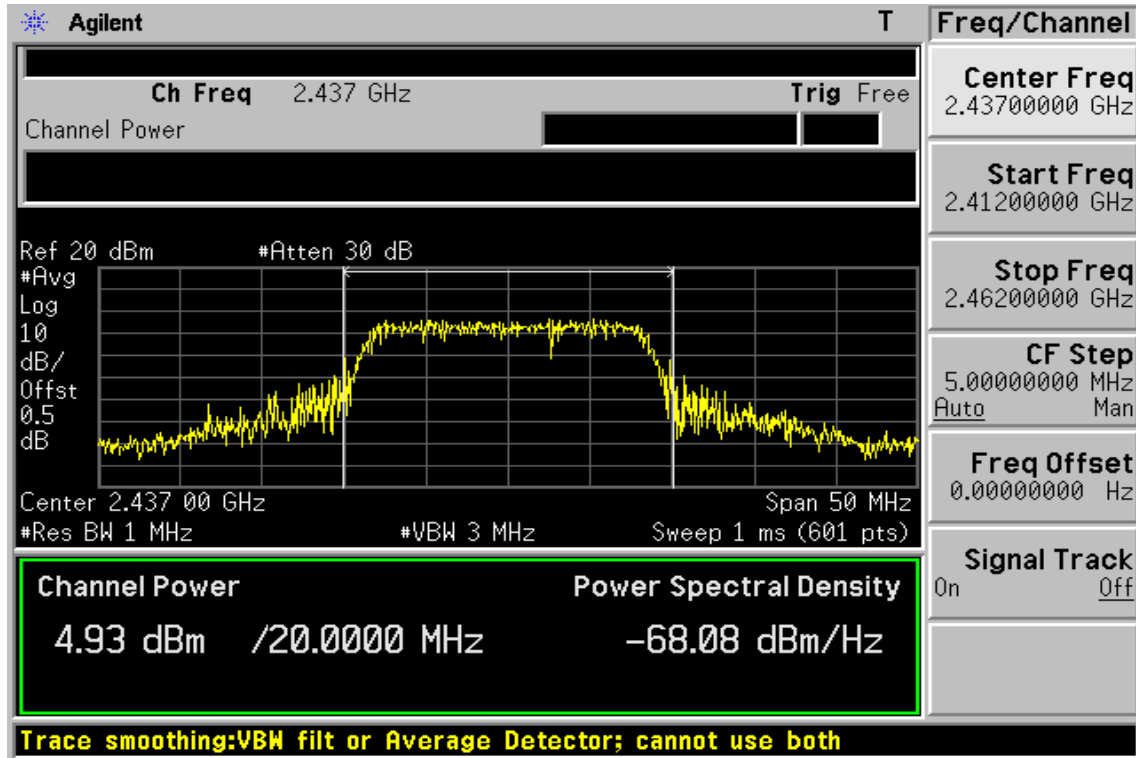 Agilent T
Ch Freq 2.437 GHz Trig Free
Channel Power
Ref 20 dBm #Atten 30 dB
#Avg
Log
10
dB/
Offst
0.5
dB
Center 2.437 00 GHz Span 50 MHz
#Res BW 1 MHz #VBW 3 MHz Sweep 1 ms (601 pts)
Channel Power Power Spectral Density
4.93 dBm /20.0000 MHz -68.08 dBm/Hz
Trace smoothing:VBW filt or Average Detector; cannot use both
Freq/Channel
Center Freq
2.43700000 GHz
Start Freq
2.41200000 GHz
Stop Freq
2.46200000 GHz
CF Step
5.00000000 MHz
Auto Man
Freq Offset
0.00000000 Hz
Signal Track
On Off